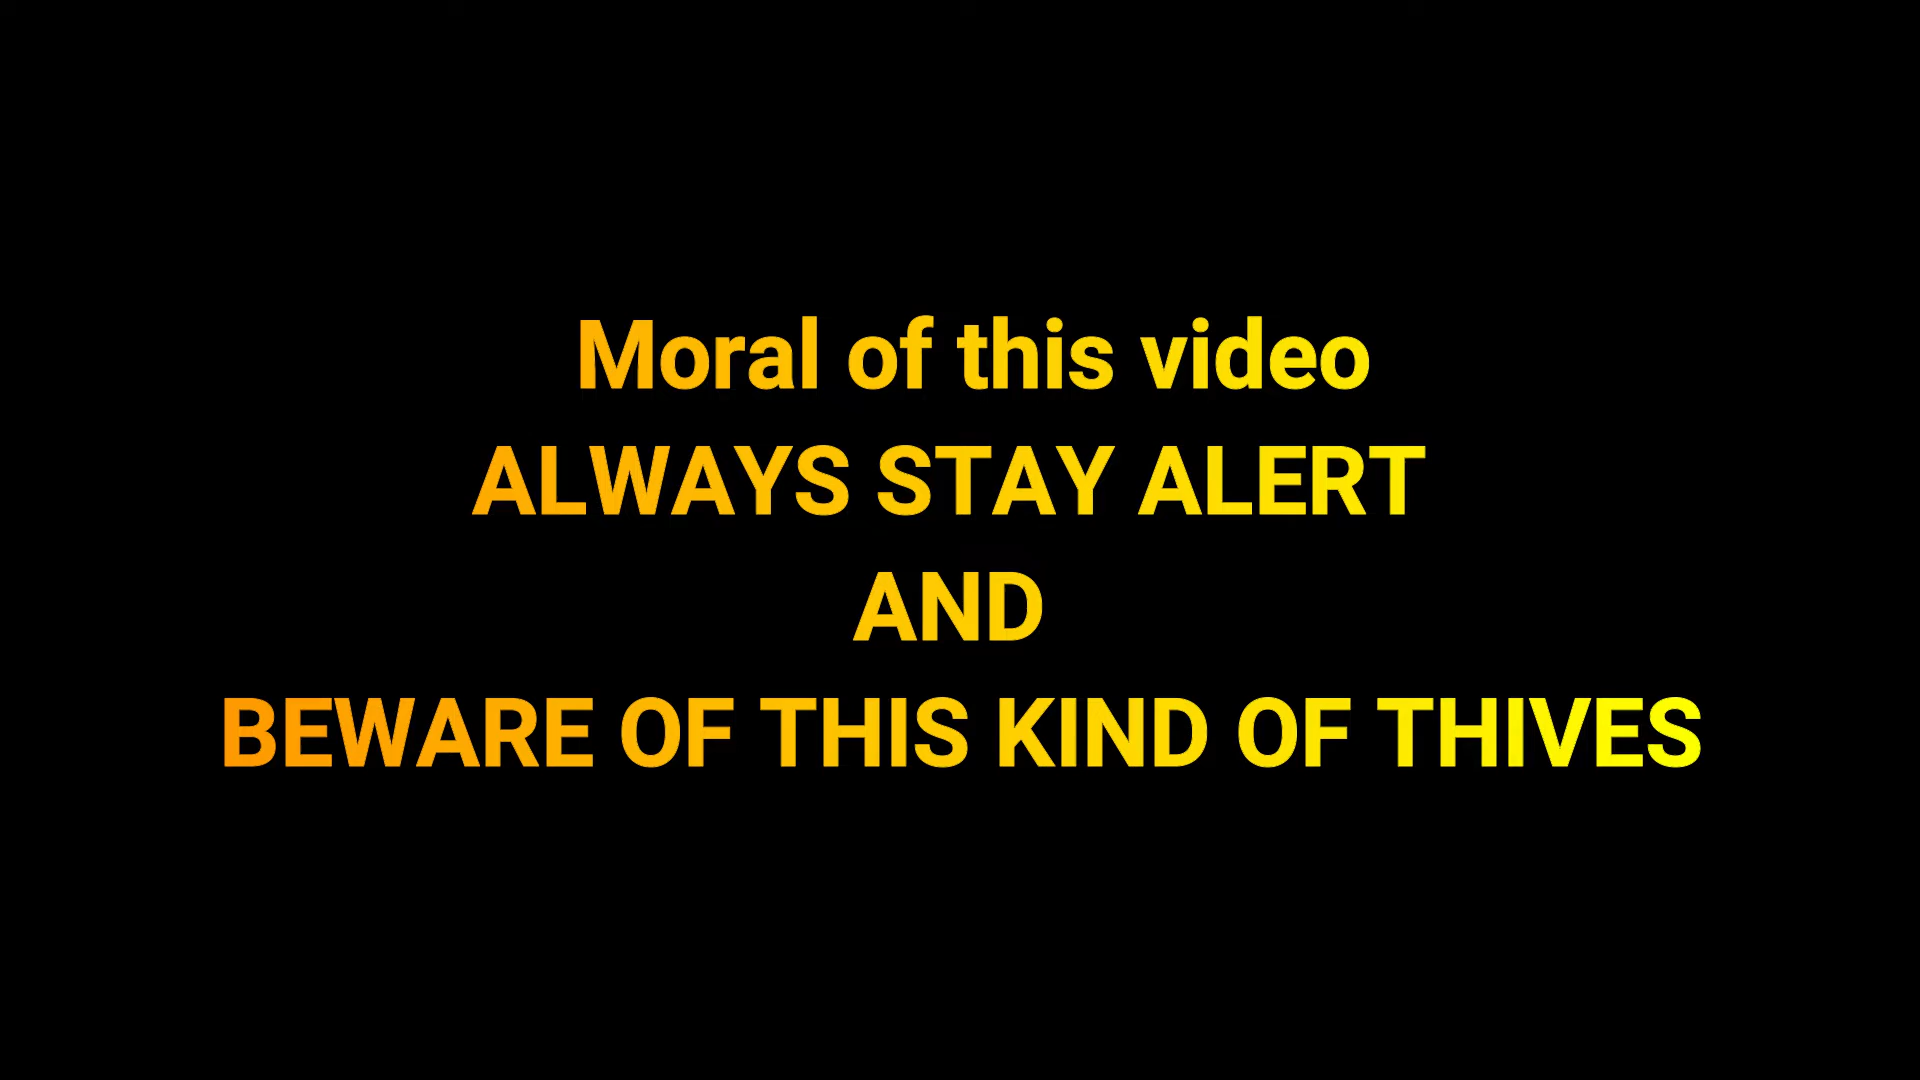 Moral of this video
ALWAYS STAY ALERT
AND
BEWARE OF THIS KIND OF THIVES